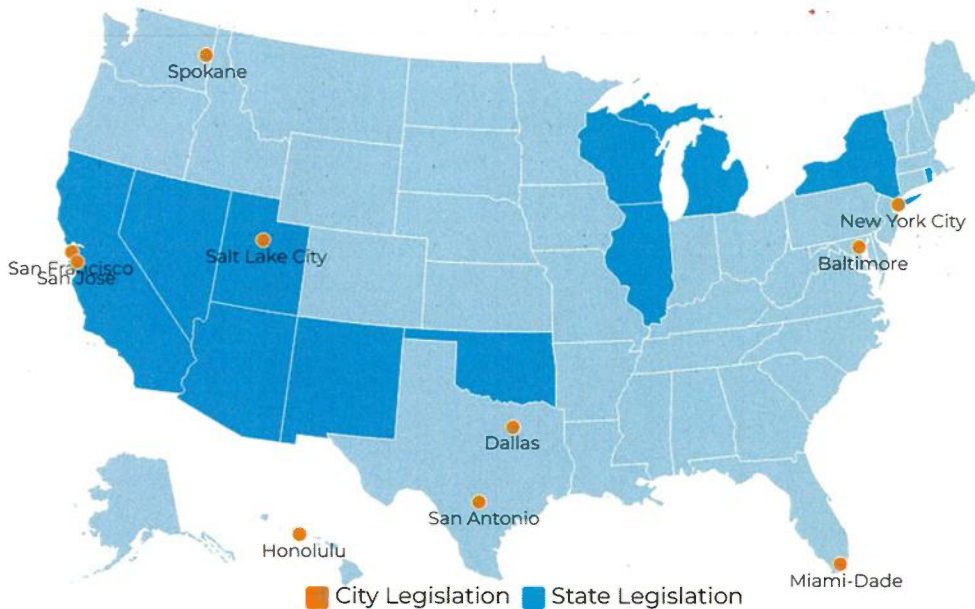 Spokane
Salt Lake City
San Francisco
San Jose
New York City
Baltimore
Dallas
San Antonio
Honolulu
Miami-Dade
City Legislation
State Legislation